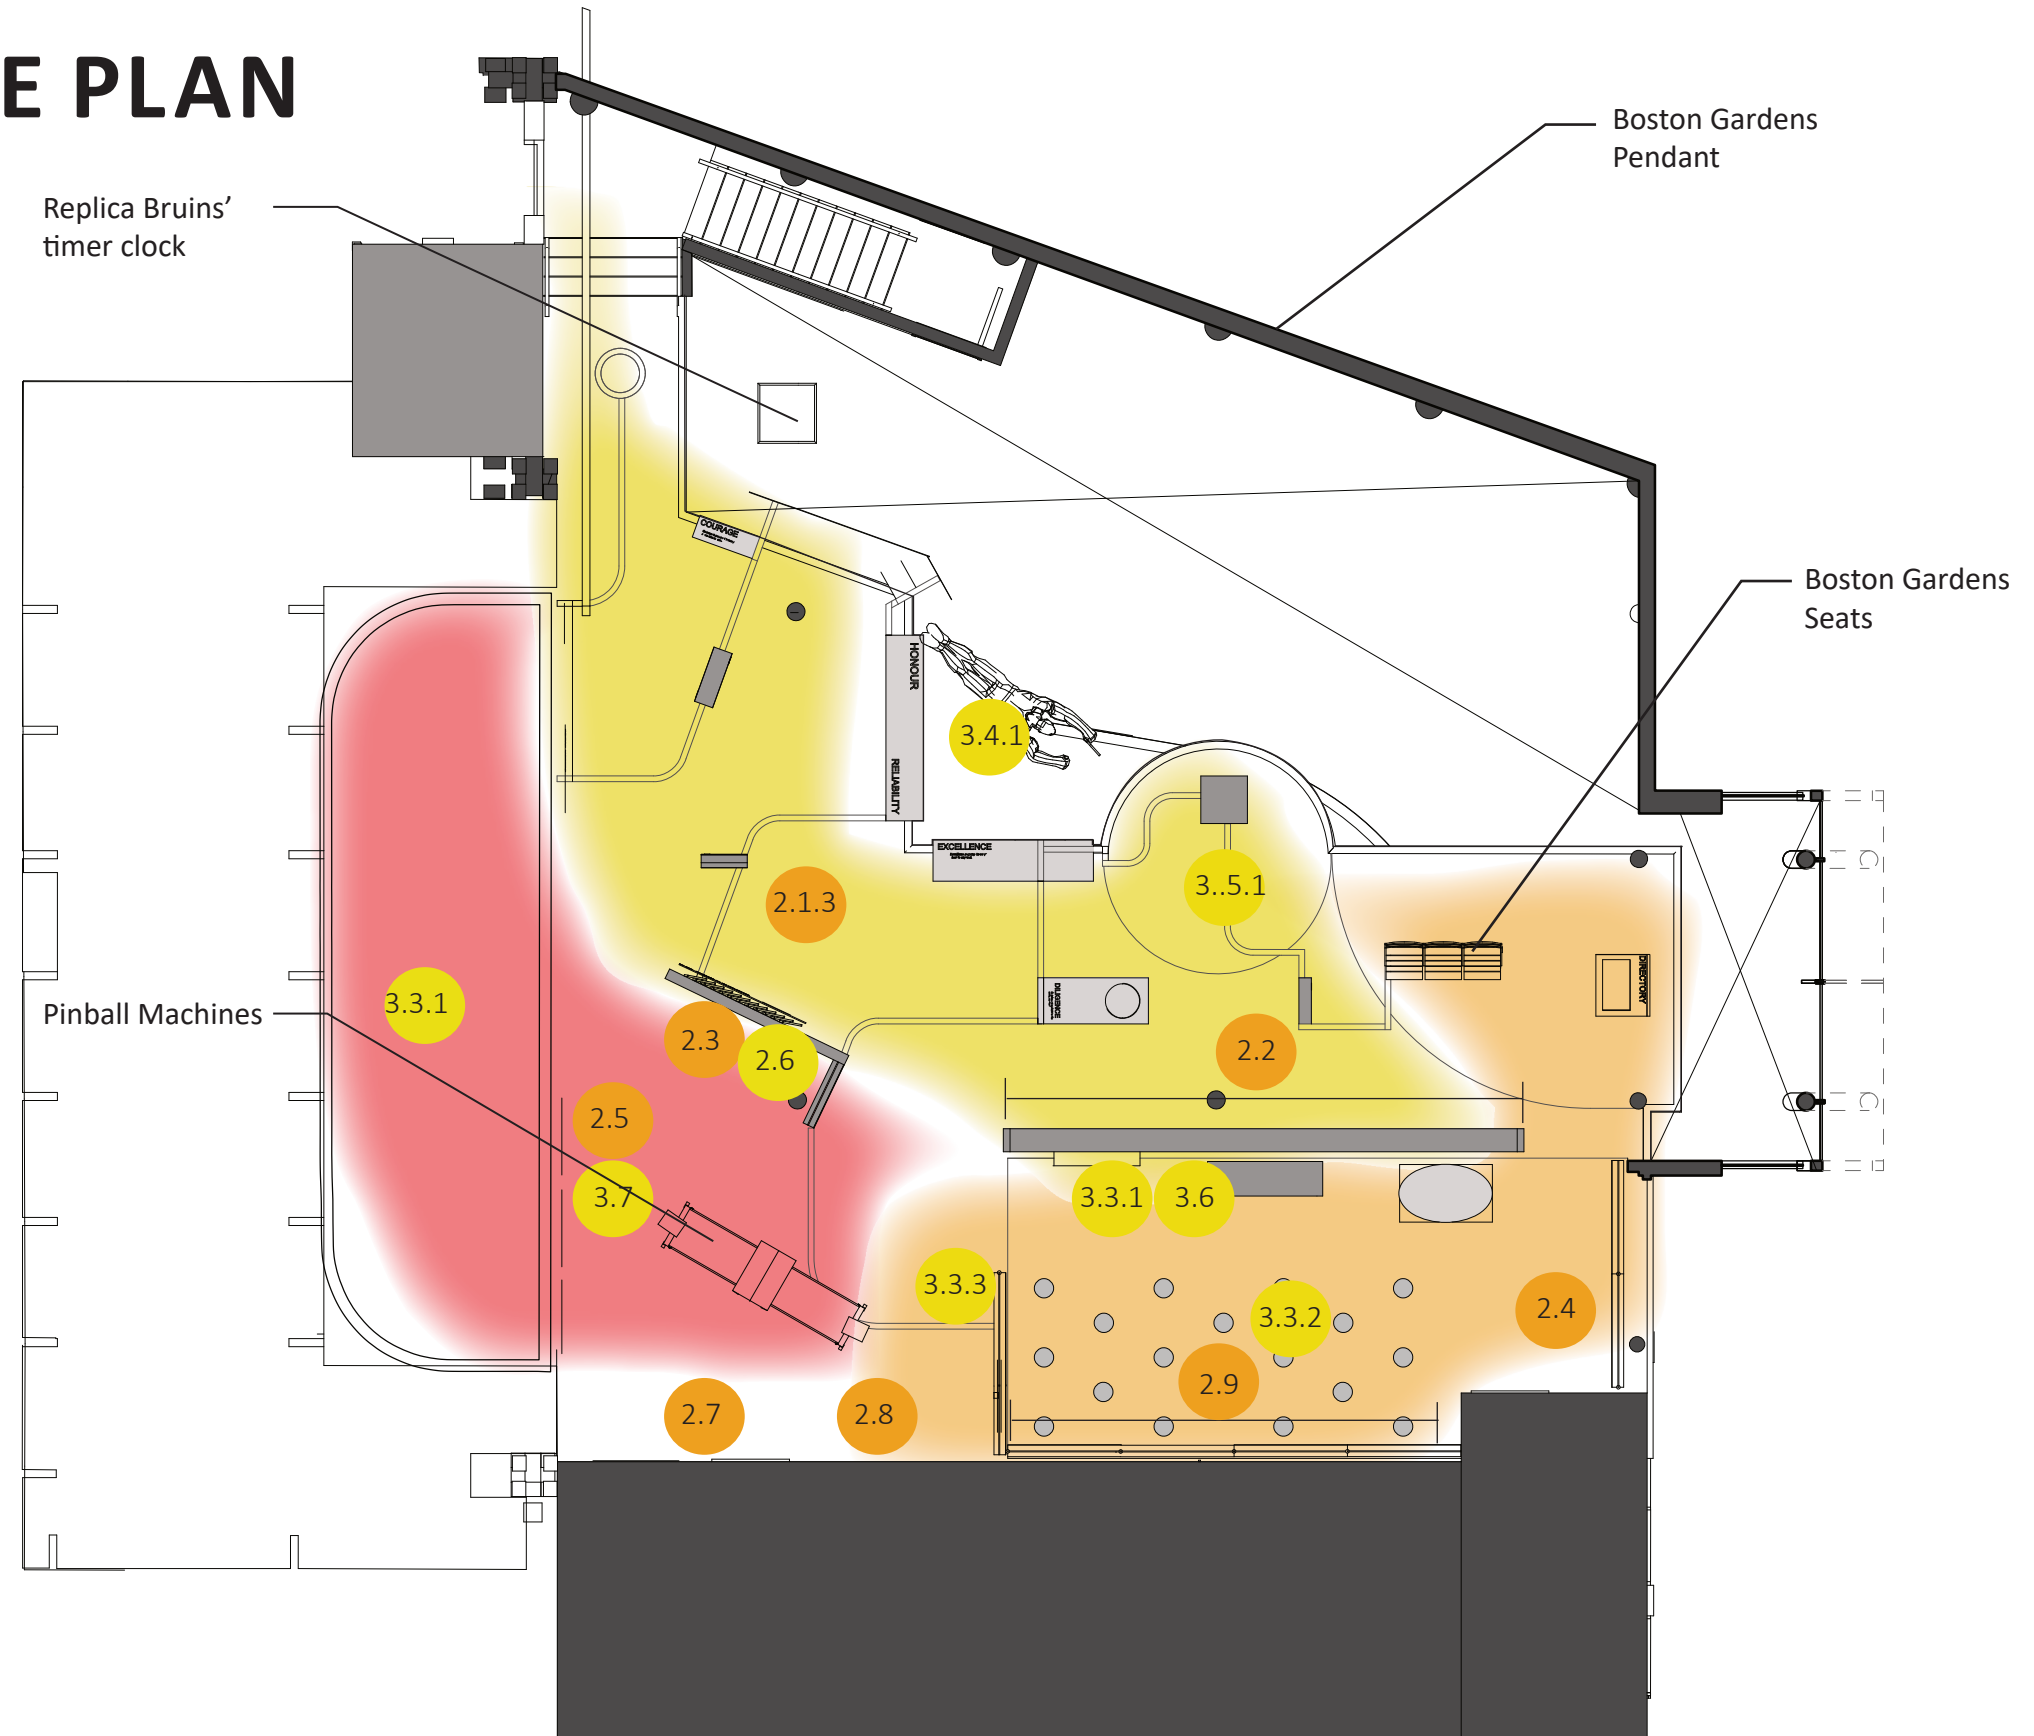 E PLAN
Boston Gardens
Pendant
Replica Bruins’
timer clock
COURAGE
Boston Gardens
Seats
HONOUR
3.4.1
RELIABILITY
EXCELLENCE
3..5.1
2.1.3
DIRECTORY
DILIGENCE
3.3.1
Pinball Machines
2.3
2.6
2.2
2.5
3.7
3.3.1
3.6
3.3.3
3.3.2
2.4
2.9
2.7
2.8